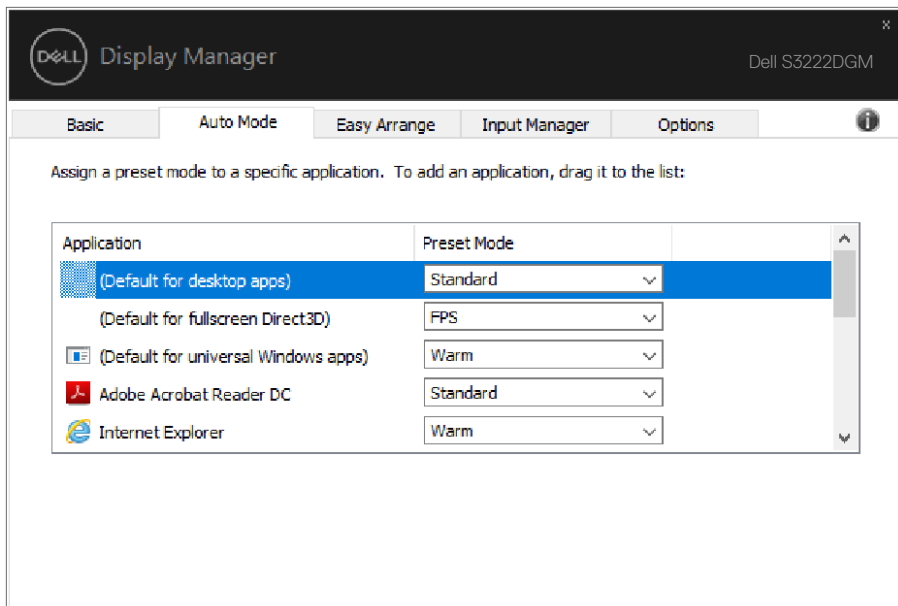 DELL Display Manager
Dell S3222DGM
x
Basic Auto Mode Easy Arrange Input Manager Options
Assign a preset mode to a specific application. To add an application, drag it to the list:
Application Preset Mode
(Default for desktop apps) Standard
(Default for fullscreen Direct3D) FPS
(Default for universal Windows apps) Warm
Adobe Acrobat Reader DC Standard
Internet Explorer Warm